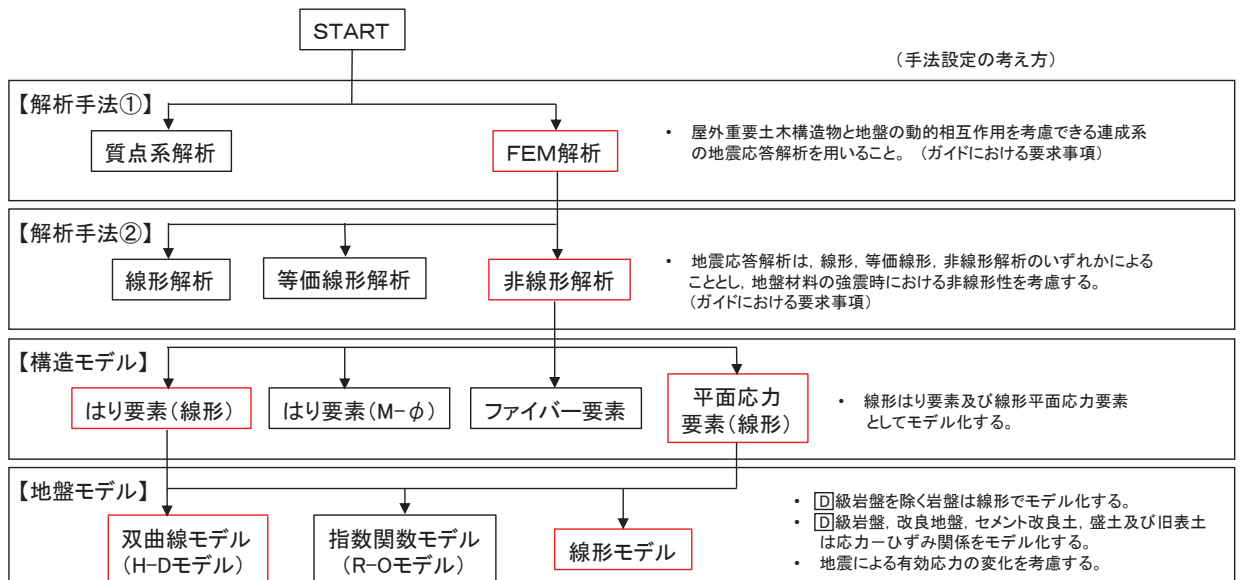 START
(手法設定の考え方)
【解析手法①】
質点系解析
FEM解析
・ 屋外重要土木構造物と地盤の動的相互作用を考慮できる連成系
の地震応答解析を用いること。 (ガイドにおける要求事項)
【解析手法②】
線形解析
等価線形解析
非線形解析
・ 地震応答解析は, 線形, 等価線形, 非線形解析のいずれかによる
こととし, 地盤材料の強震時における非線形性を考慮する。
(ガイドにおける要求事項)
【構造モデル】
はり要素(線形)
はり要素(M-φ)
ファイバー要素
平面応力
要素(線形)
・ 線形はり要素及び線形平面応力要素
としてモデル化する。
【地盤モデル】
双曲線モデル
(H-Dモデル)
指数関数モデル
(R-Oモデル)
線形モデル
・ D級岩盤を除く岩盤は線形でモデル化する。
・ D級岩盤, 改良地盤, セメント改良土, 盛土及び旧表土
は応力ーひずみ関係をモデル化する。
・ 地震による有効応力の変化を考慮する。